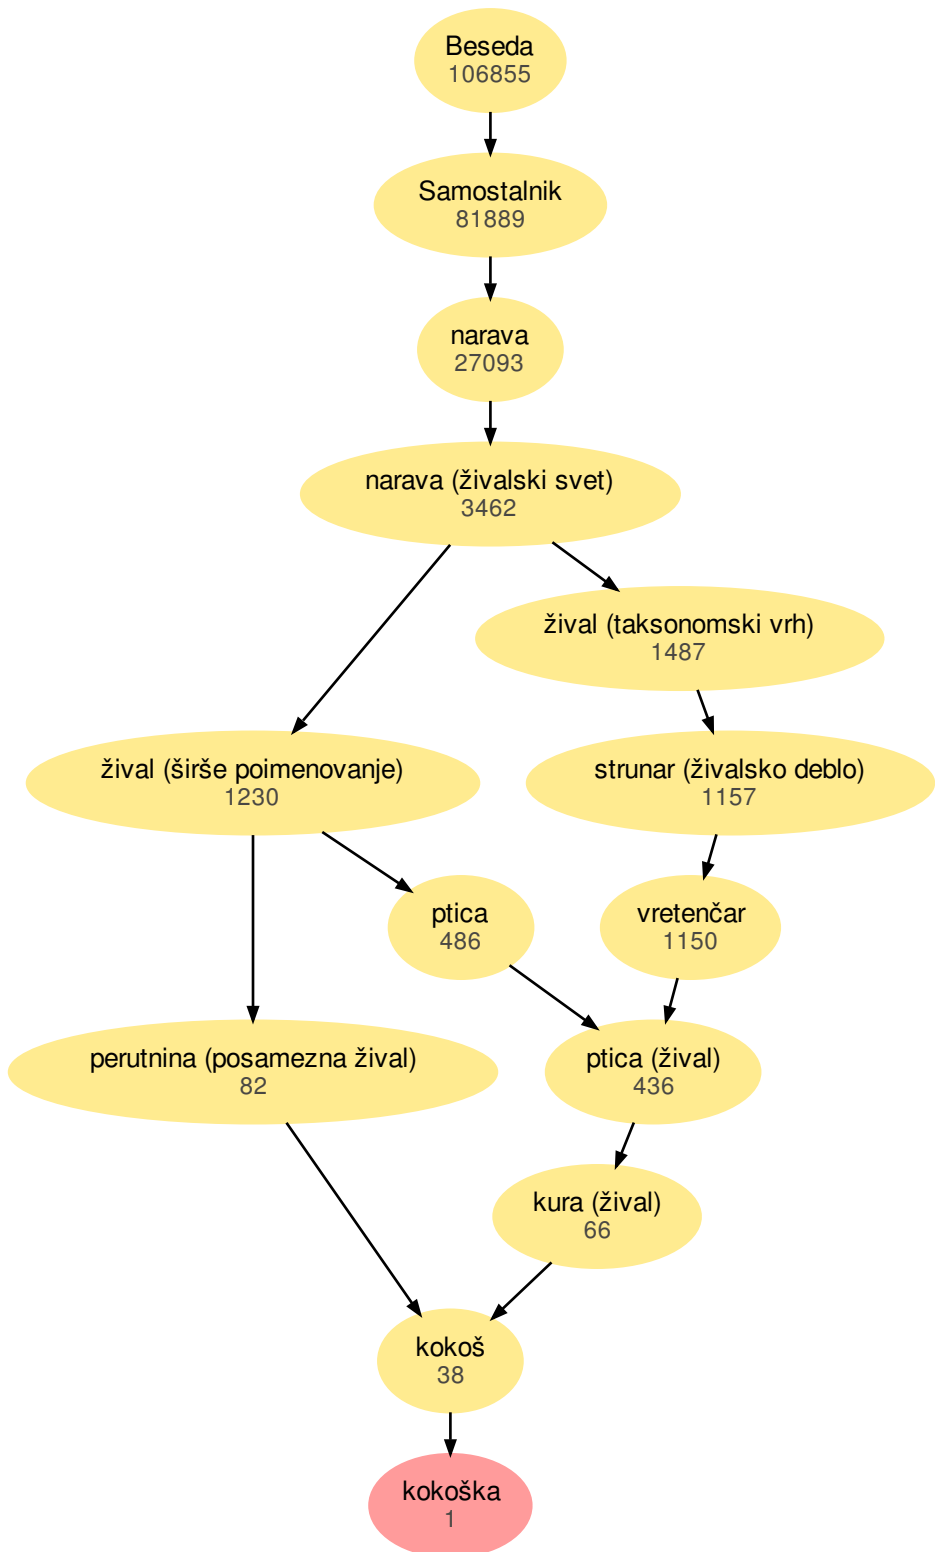 Beseda
106855
Samostalnik
81889
narava
27093
narava (živalski svet)
3462
žival (taksonomski vrh)
1487
žival (širše poimenovanje)
1230
strunar (živalsko deblo)
1157
ptica
486
vretenčar
1150
perutnina (posamezna žival)
82
ptica (žival)
436
kura (žival)
66
kokoš
38
kokoška
1